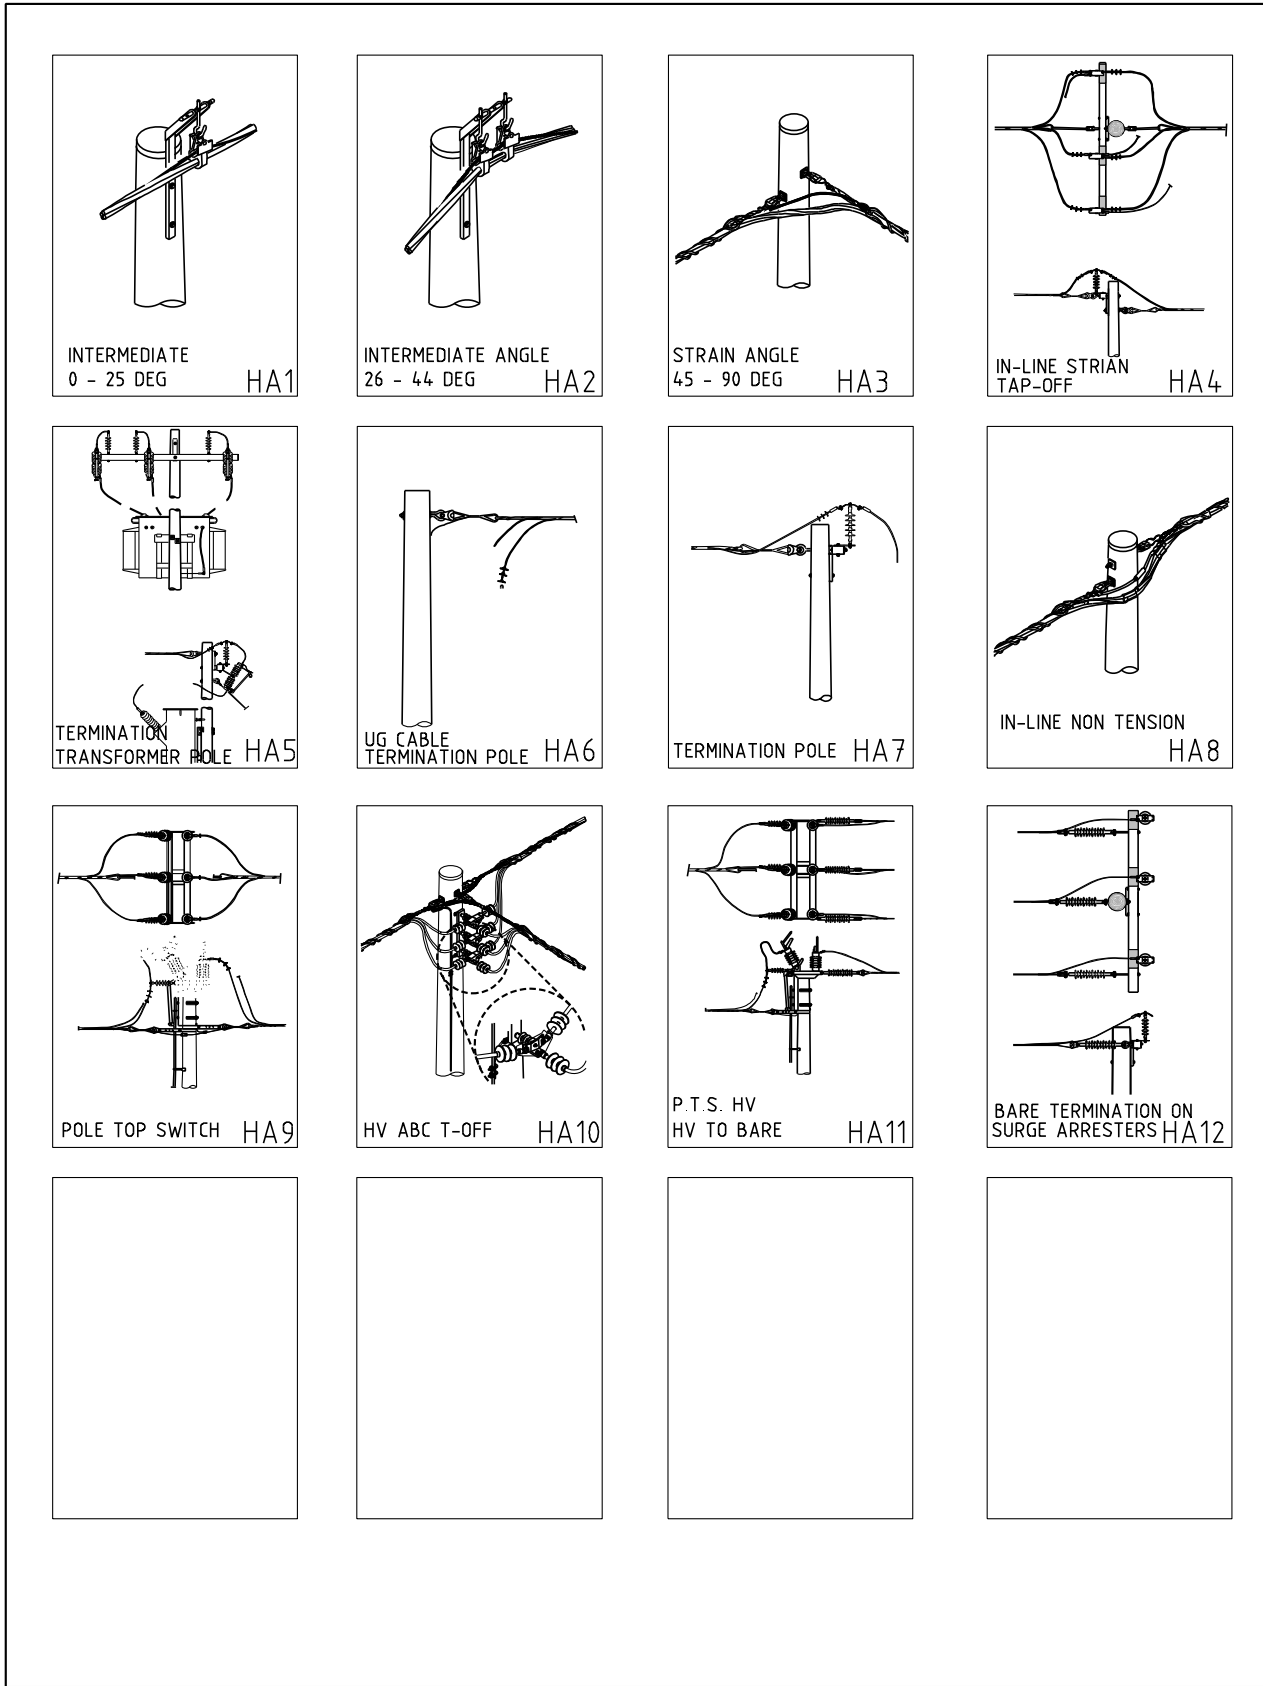 INTERMEDIATE
0 - 25 DEG HA1
INTERMEDIATE ANGLE
26 - 44 DEG HA2
STRAIN ANGLE
45 - 90 DEG HA3
IN-LINE STRIAN
TAP-OFF HA4
TERMINATION
TRANSFORMER POLE HA5
UG CABLE
TERMINATION POLE HA6
TERMINATION POLE HA7
IN-LINE NON TENSION
HA8
POLE TOP SWITCH HA9
HV ABC T-OFF HA10
P.T.S. HV
HV TO BARE HA11
BARE TERMINATION ON
SURGE ARRESTERS HA12